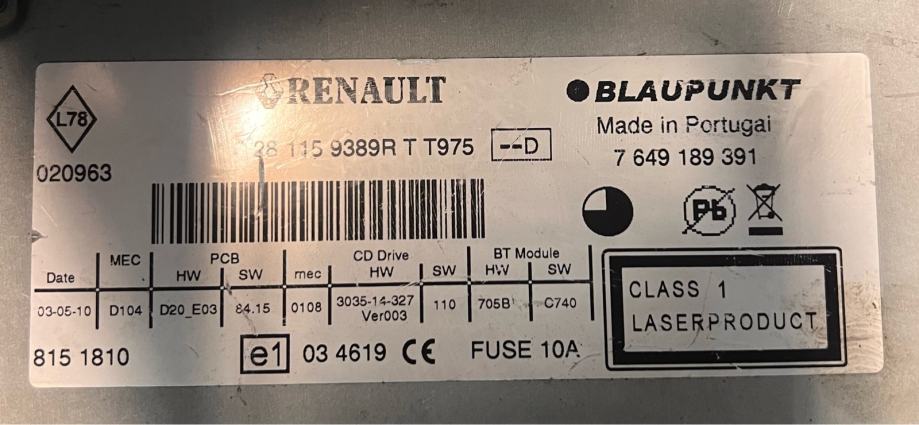 L78
020963
RENAULT
28 115 9389R T T975 --D
BLAUPUNKT
Made in Portugal
7 649 189 391
Pb
Date MEC PCB HW SW mec CD Drive HW SW BT Module HW SW
03-05-10 D104 D20_E03 84.15 0108 3035-14-327 Ver003 110 705B C740
CLASS 1
LASERPRODUCT
815 1810 e1 03 4619 CE FUSE 10A